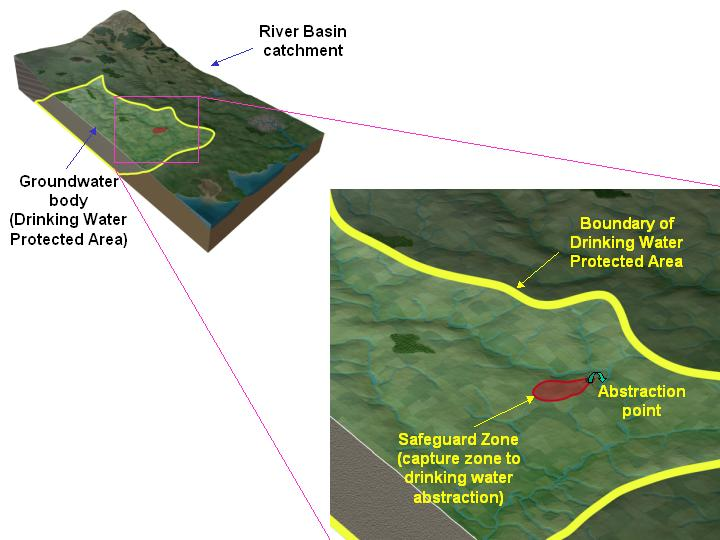 River Basin
catchment
Groundwater
body
(Drinking Water
Protected Area)
Boundary of
Drinking Water
Protected Area
Abstraction
point
Safeguard Zone
(capture zone to
drinking water
abstraction)